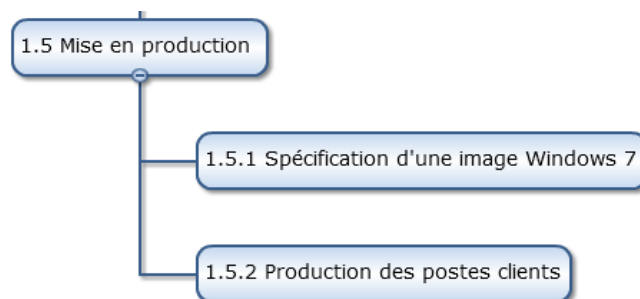 1.5 Mise en production
1.5.1 Spécification d'une image Windows 7
1.5.2 Production des postes clients